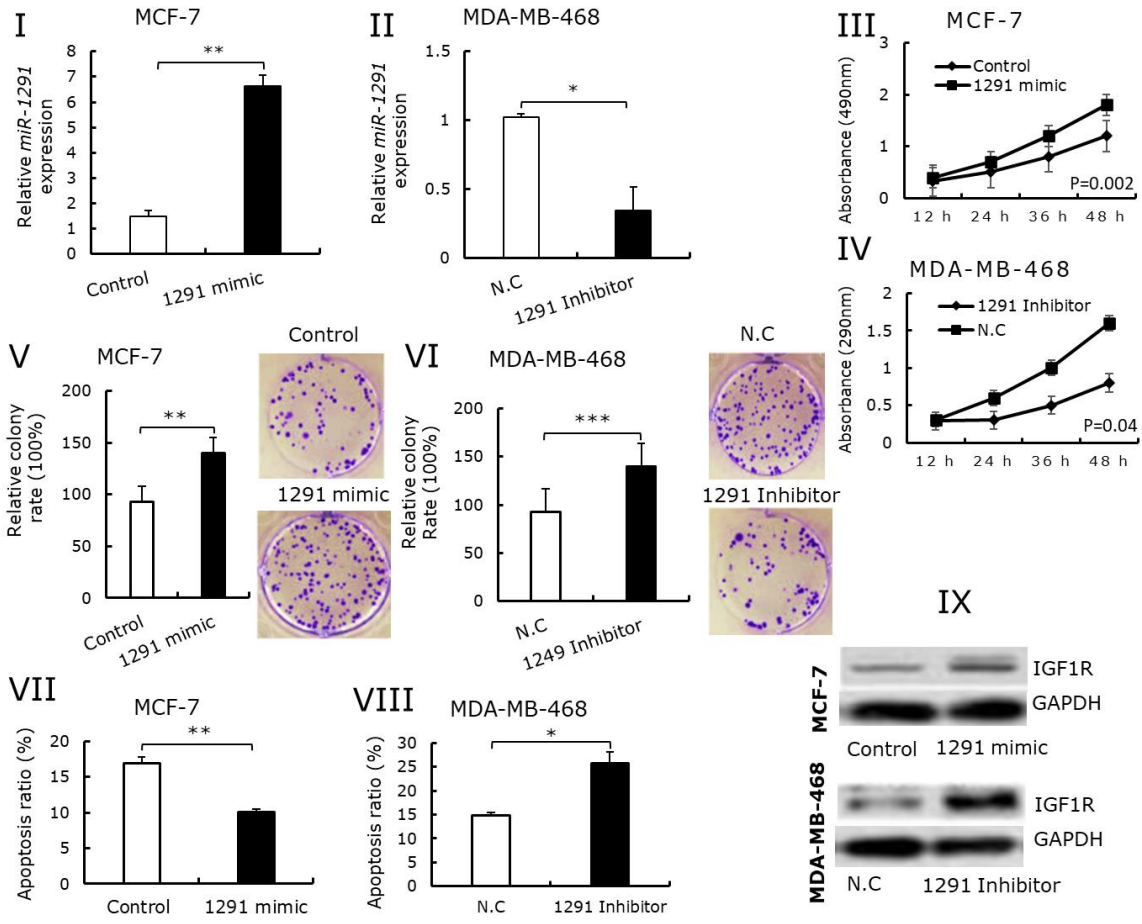 I
MCF-7
Relative miR-1291
expression
8
7
6
5
4
3
2
1
0
**
Control
1291 mimic
II
MDA-MB-468
Relative miR-1291
expression
1.5
1
0.5
0
*
N.C
1291 Inhibitor
III
MCF-7
Absorbance (490nm)
3
2
1
0
Control
1291 mimic
P=0.002
12 h 24 h 36 h 48 h
IV
MDA-MB-468
Absorbance (290nm)
2
1.5
1
0.5
0
1291 Inhibitor
N.C
P=0.04
12 h 24 h 36 h 48 h
V
MCF-7
Relative colony
rate (100%)
200
150
100
50
0
**
Control
1291 mimic
Control
1291 mimic
VI
MDA-MB-468
Relative colony
Rate (100%)
200
150
100
50
0
***
N.C
1249 Inhibitor
N.C
1291 Inhibitor
VII
MCF-7
Apoptosis ratio (%)
20
15
10
5
0
**
Control 1291 mimic
VIII
MDA-MB-468
Apoptosis ratio (%)
30
25
20
15
10
5
0
*
N.C 1291 Inhibitor
IX
MCF-7
IGF1R
GAPDH
Control 1291 mimic
MDA-MB-468
IGF1R
GAPDH
N.C 1291 Inhibitor